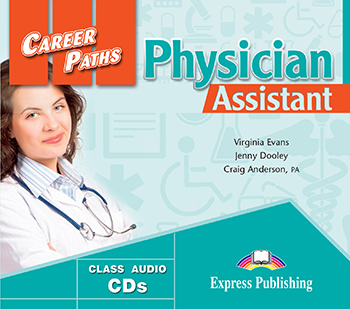 CAREER
PATHS
Physician
Assistant
Virginia Evans
Jenny Dooley
Craig Anderson, PA
CLASS AUDIO
CDs
Express Publishing